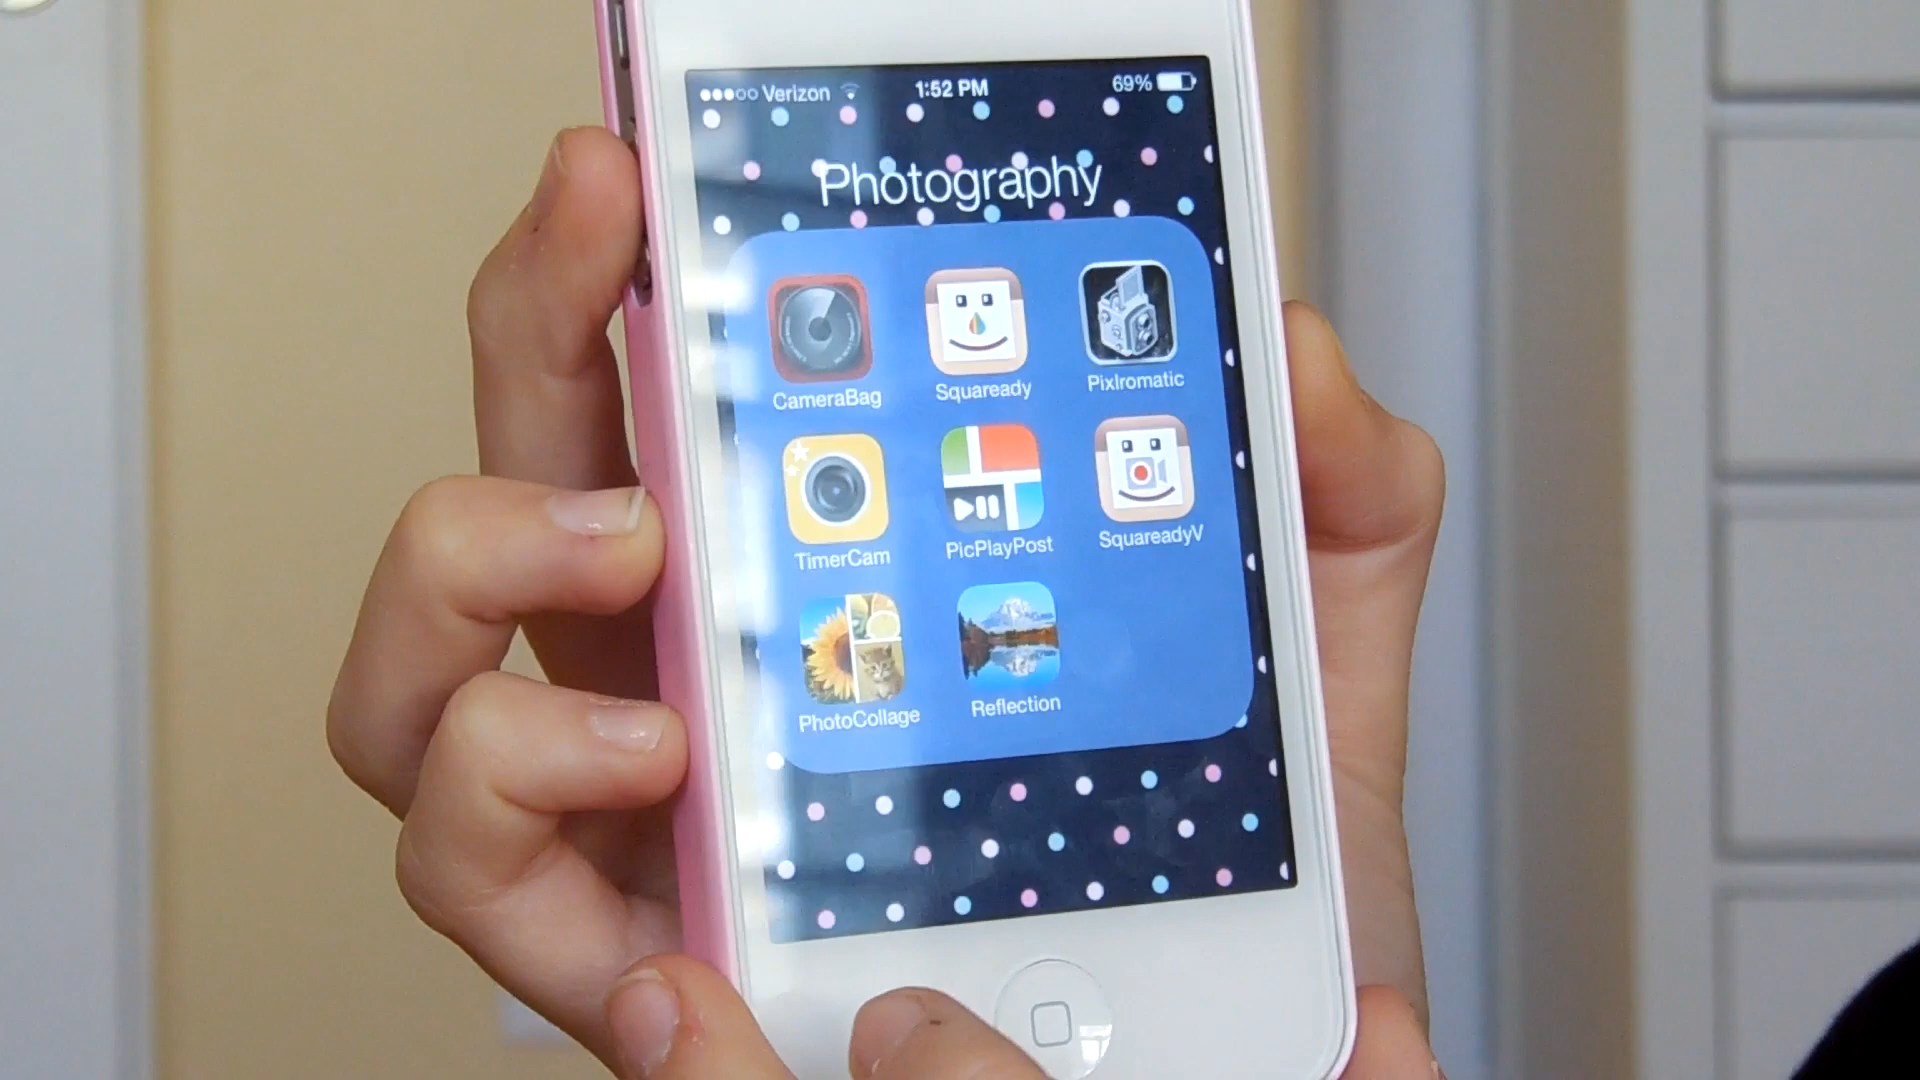 Verizon 1:52 PM 69%
Photography
CameraBag Squaready Pixlromatic
TimerCam PicPlayPost SquareadyV
PhotoCollage Reflection